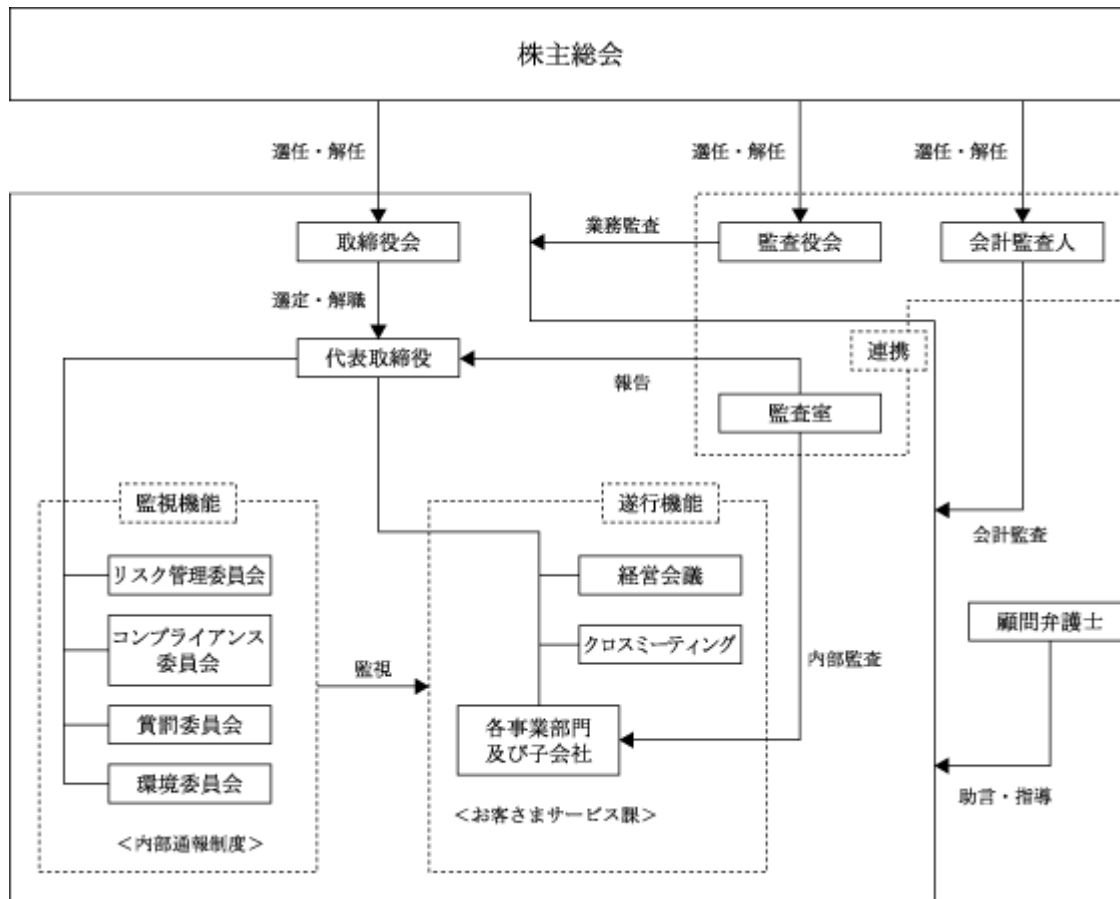 株主総会
選任・解任
選任・解任
選任・解任
取締役会
業務監査
監査役会
会計監査人
選定・解職
代表取締役
報告
連携
監査室
監視機能
遂行機能
会計監査
リスク管理委員会
経営会議
顧問弁護士
コンプライアンス
委員会
クロスミーティング
内部監査
監視
賞罰委員会
各事業部門
及び子会社
環境委員会
助言・指導
＜お客さまサービス課＞
＜内部通報制度＞